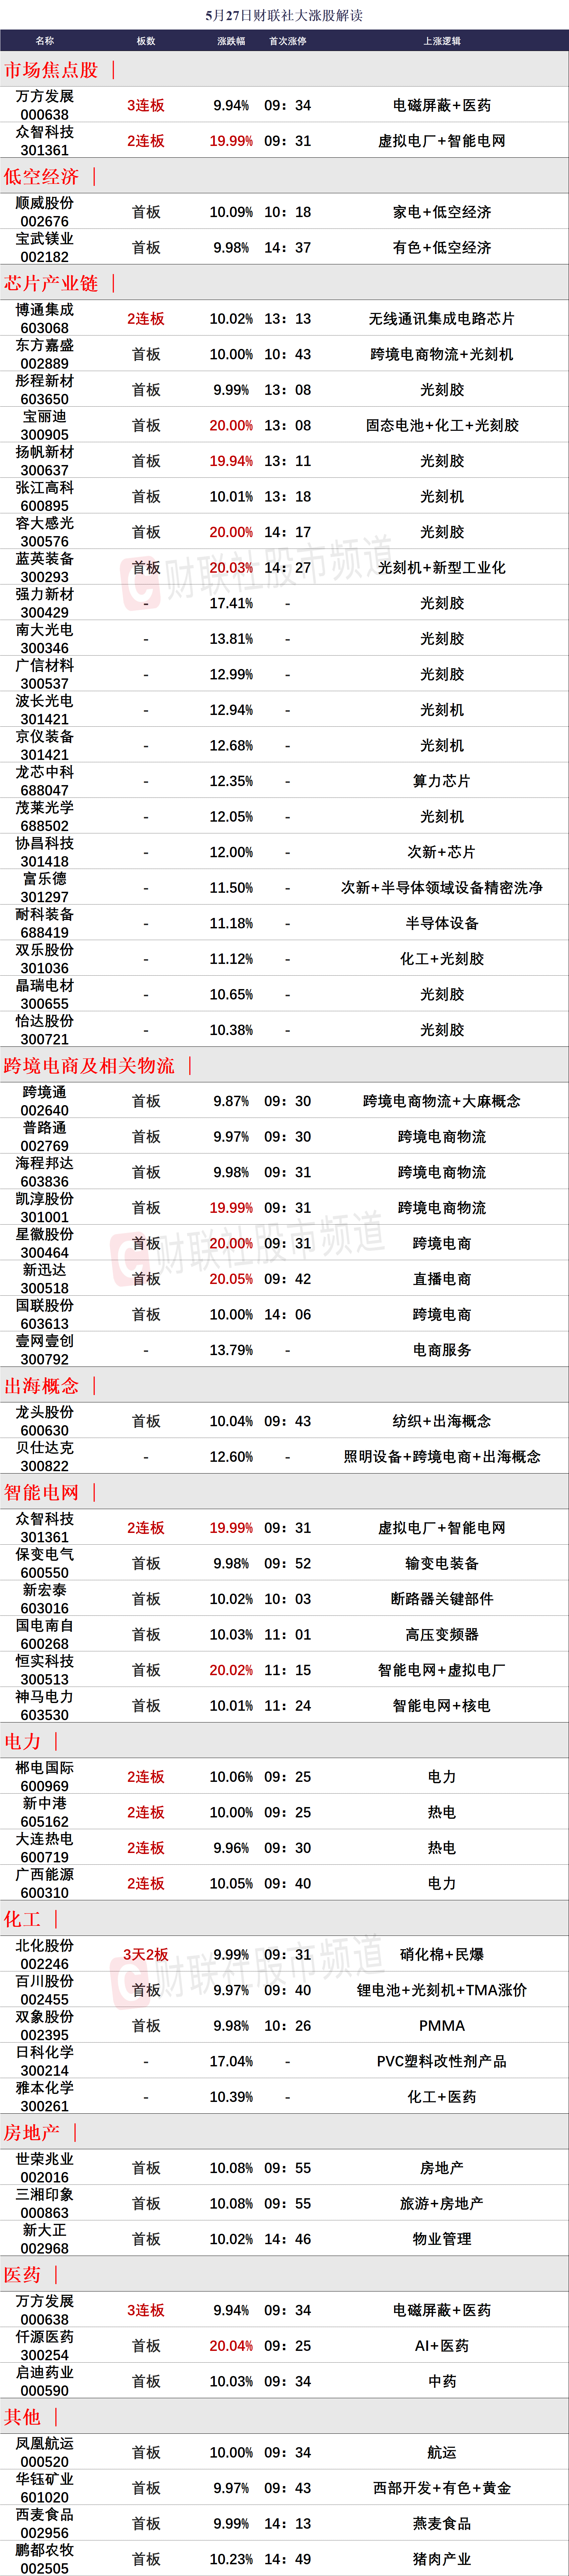 5月27日财联社大涨股解读
名称 板数 涨跌幅 首次涨停 上涨逻辑
市场焦点股
万方发展 000638 3连板 9.94% 09：34 电磁屏蔽+医药
众智科技 301361 2连板 19.99% 09：31 虚拟电厂+智能电网
低空经济
顺威股份 002676 首板 10.09% 10：18 家电+低空经济
宝武镁业 002182 首板 9.98% 14：37 有色+低空经济
芯片产业链
博通集成 603068 2连板 10.02% 13：13 无线通讯集成电路芯片
东方嘉盛 002889 首板 10.00% 10：43 跨境电商物流+光刻机
彤程新材 603650 首板 9.99% 13：08 光刻胶
宝丽迪 300905 首板 20.00% 13：08 固态电池+化工+光刻胶
扬帆新材 300637 首板 19.94% 13：11 光刻胶
张江高科 600895 首板 10.01% 13：18 光刻机
容大感光 300576 首板 20.00% 14：17 光刻胶
蓝英装备 300293 首板 20.03% 14：27 光刻机+新型工业化
财联社股市频道
强力新材 300429 - 17.41% - 光刻胶
南大光电 300346 - 13.81% - 光刻胶
广信材料 300537 - 12.99% - 光刻胶
波长光电 301421 - 12.94% - 光刻机
京仪装备 301421 - 12.68% - 光刻机
龙芯中科 688047 - 12.35% - 算力芯片
茂莱光学 688502 - 12.05% - 光刻机
协昌科技 301418 - 12.00% - 次新+芯片
富乐德 301297 - 11.50% - 次新+半导体领域设备精密洗净
耐科装备 688419 - 11.18% - 半导体设备
双乐股份 301036 - 11.12% - 化工+光刻胶
晶瑞电材 300655 - 10.65% - 光刻胶
怡达股份 300721 - 10.38% - 光刻胶
跨境电商及相关物流
跨境通 002640 首板 9.87% 09：30 跨境电商物流+大麻概念
普路通 002769 首板 9.97% 09：30 跨境电商物流
海程邦达 603836 首板 9.98% 09：31 跨境电商物流
凯淳股份 301001 首板 19.99% 09：31 跨境电商物流
星徽股份 300464 首板 20.00% 09：31 跨境电商
财联社股市频道
新迅达 300518 首板 20.05% 09：42 直播电商
国联股份 603613 首板 10.00% 14：06 跨境电商
壹网壹创 300792 - 13.79% - 电商服务
出海概念
龙头股份 600630 首板 10.04% 09：43 纺织+出海概念
贝仕达克 300822 - 12.60% - 照明设备+跨境电商+出海概念
智能电网
众智科技 301361 2连板 19.99% 09：31 虚拟电厂+智能电网
保变电气 600550 首板 9.98% 09：52 输变电装备
新宏泰 603016 首板 10.02% 10：03 断路器关键部件
国电南自 600268 首板 10.03% 11：01 高压变频器
恒实科技 300513 首板 20.02% 11：15 智能电网+虚拟电厂
神马电力 603530 首板 10.01% 11：24 智能电网+核电
电力
郴电国际 600969 2连板 10.06% 09：25 电力
新中港 605162 2连板 10.00% 09：25 热电
大连热电 600719 2连板 9.96% 09：30 热电
广西能源 600310 2连板 10.05% 09：40 电力
化工
北化股份 002246 3天2板 9.99% 09：31 硝化棉+民爆
财联社股市频道
百川股份 002455 首板 9.97% 09：40 锂电池+光刻机+TMA涨价
双象股份 002395 首板 9.98% 10：26 PMMA
日科化学 300214 - 17.04% - PVC塑料改性剂产品
雅本化学 300261 - 10.39% - 化工+医药
房地产
世荣兆业 002016 首板 10.08% 09：55 房地产
三湘印象 000863 首板 10.08% 09：55 旅游+房地产
新大正 002968 首板 10.02% 14：46 物业管理
医药
万方发展 000638 3连板 9.94% 09：34 电磁屏蔽+医药
仟源医药 300254 首板 20.04% 09：25 AI+医药
启迪药业 000590 首板 10.03% 09：34 中药
其他
凤凰航运 000520 首板 10.00% 09：34 航运
华钰矿业 601020 首板 9.97% 09：43 西部开发+有色+黄金
西麦食品 002956 首板 9.99% 14：13 燕麦食品
鹏都农牧 002505 首板 10.23% 14：49 猪肉产业